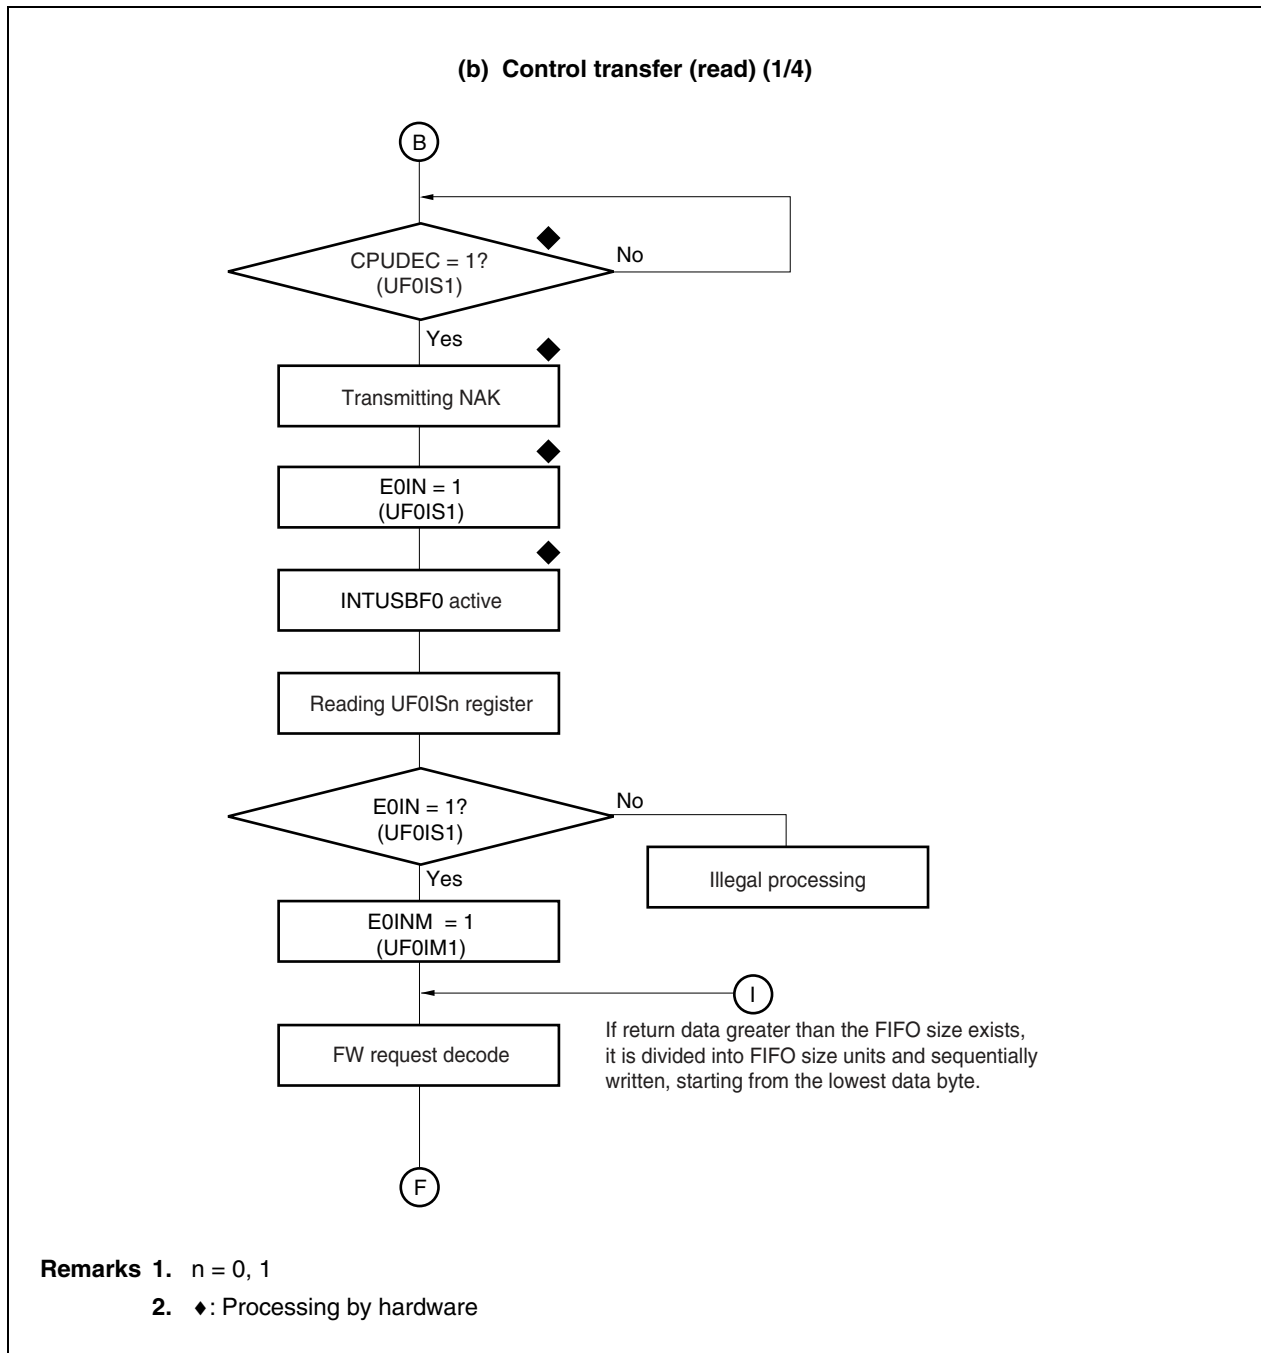 (b) Control transfer (read) (1/4)
B
CPUDEC = 1?
(UF0IS1)
No
Yes
Transmitting NAK
E0IN = 1
(UF0IS1)
INTUSBF0 active
Reading UF0ISn register
E0IN = 1?
(UF0IS1)
No
Illegal processing
Yes
E0INM = 1
(UF0IM1)
I
If return data greater than the FIFO size exists,
it is divided into FIFO size units and sequentially
written, starting from the lowest data byte.
FW request decode
F
Remarks 1. n = 0, 1
2. ♦: Processing by hardware